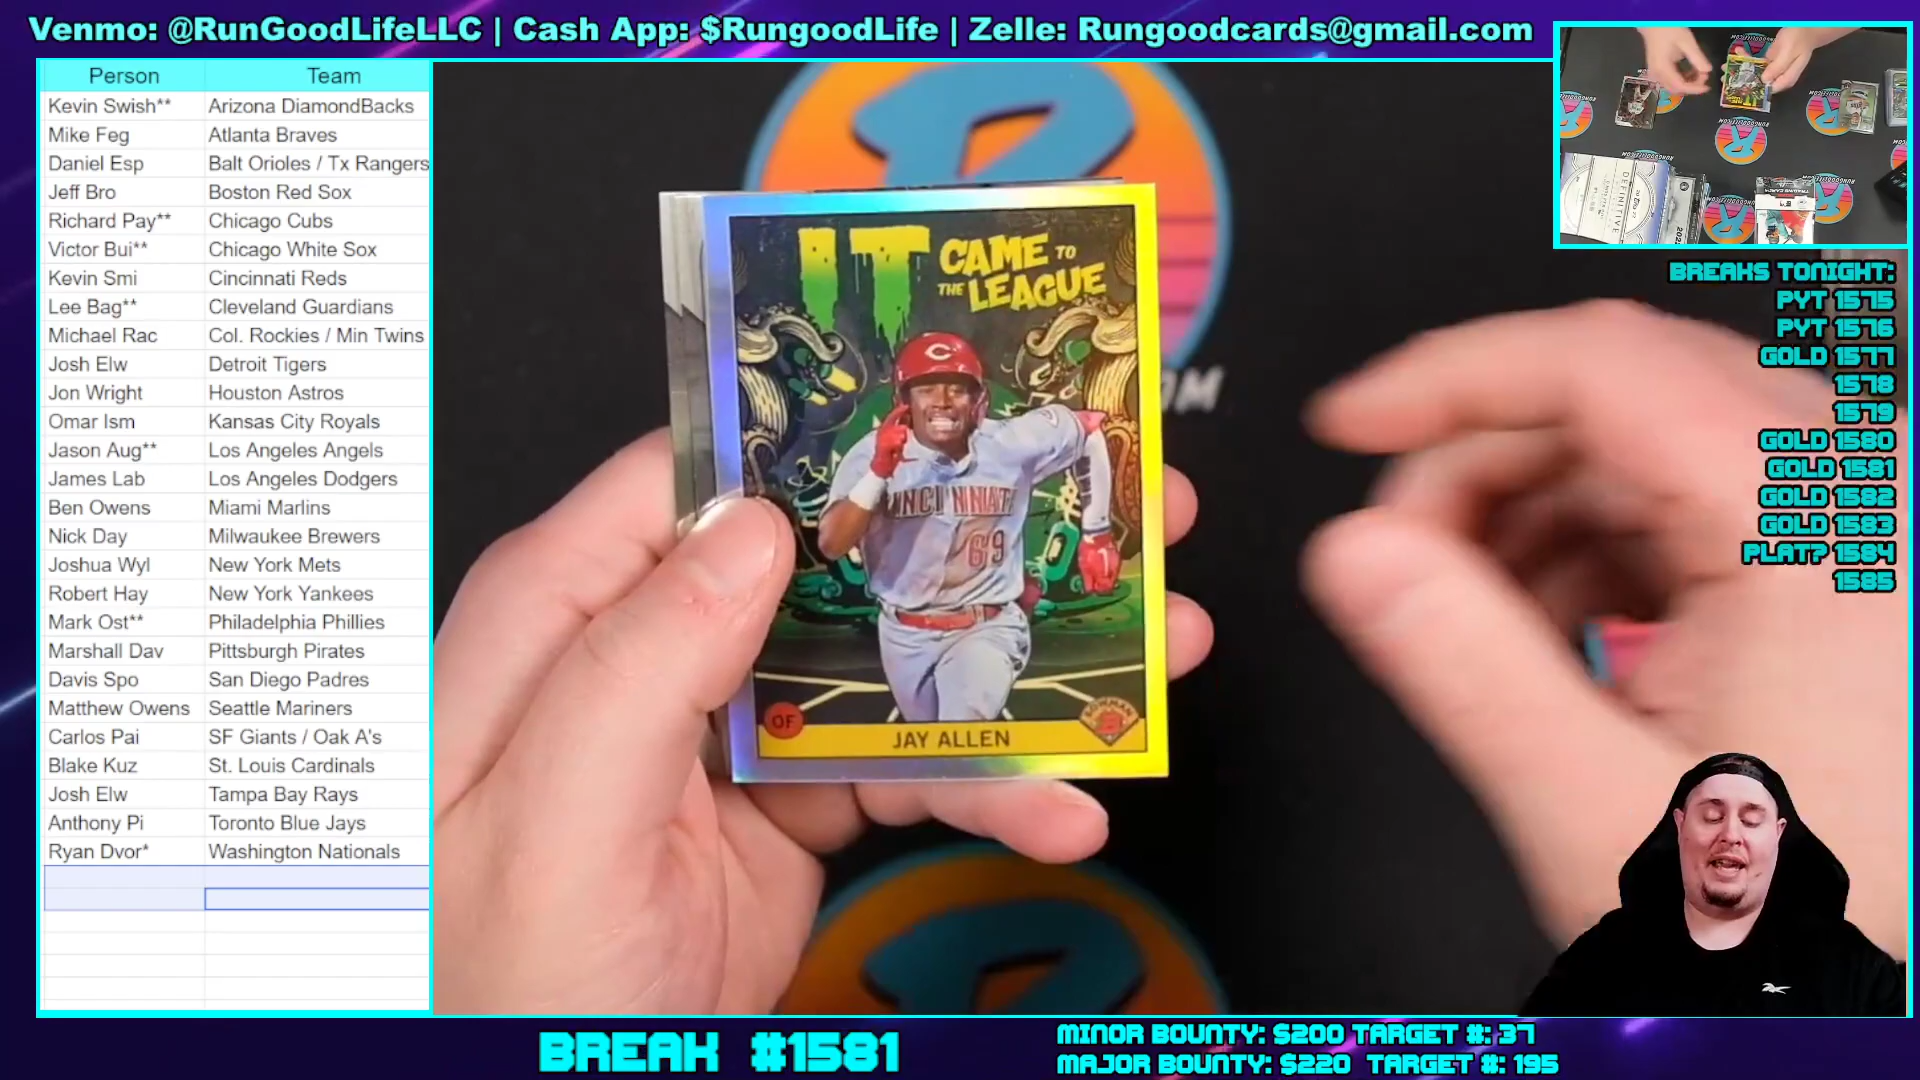 Venmo: @RunGoodLifeLLC | Cash App: $RungoodLife | Zelle: Rungoodcards@gmail.com
Person Team
Kevin Swish** Arizona DiamondBacks
Mike Feg Atlanta Braves
Daniel Esp Balt Orioles / Tx Rangers
Jeff Bro Boston Red Sox
Richard Pay** Chicago Cubs
Victor Bui** Chicago White Sox
Kevin Smi Cincinnati Reds
Lee Bag** Cleveland Guardians
Michael Rac Col. Rockies / Min Twins
Josh Elw Detroit Tigers
Jon Wright Houston Astros
Omar Ism Kansas City Royals
Jason Aug** Los Angeles Angels
James Lab Los Angeles Dodgers
Ben Owens Miami Marlins
Nick Day Milwaukee Brewers
Joshua Wyl New York Mets
Robert Hay New York Yankees
Mark Ost** Philadelphia Phillies
Marshall Dav Pittsburgh Pirates
Davis Spo San Diego Padres
Matthew Owens Seattle Mariners
Carlos Pai SF Giants / Oak A's
Blake Kuz St. Louis Cardinals
Josh Elw Tampa Bay Rays
Anthony Pi Toronto Blue Jays
Ryan Dvor* Washington Nationals
IT CAME TO
THE LEAGUE
C
CINCINNATI
69
OF
BOWMAN
B
JAY ALLEN
DEFINITIVE
BREAKS TONIGHT:
PYT 1575
PYT 1576
GOLD 1577
1578
1579
GOLD 1580
GOLD 1581
GOLD 1582
GOLD 1583
PLAT? 1584
1585
BREAK #1581
MINOR BOUNTY: $200 TARGET #: 37
MAJOR BOUNTY: $220 TARGET #: 195